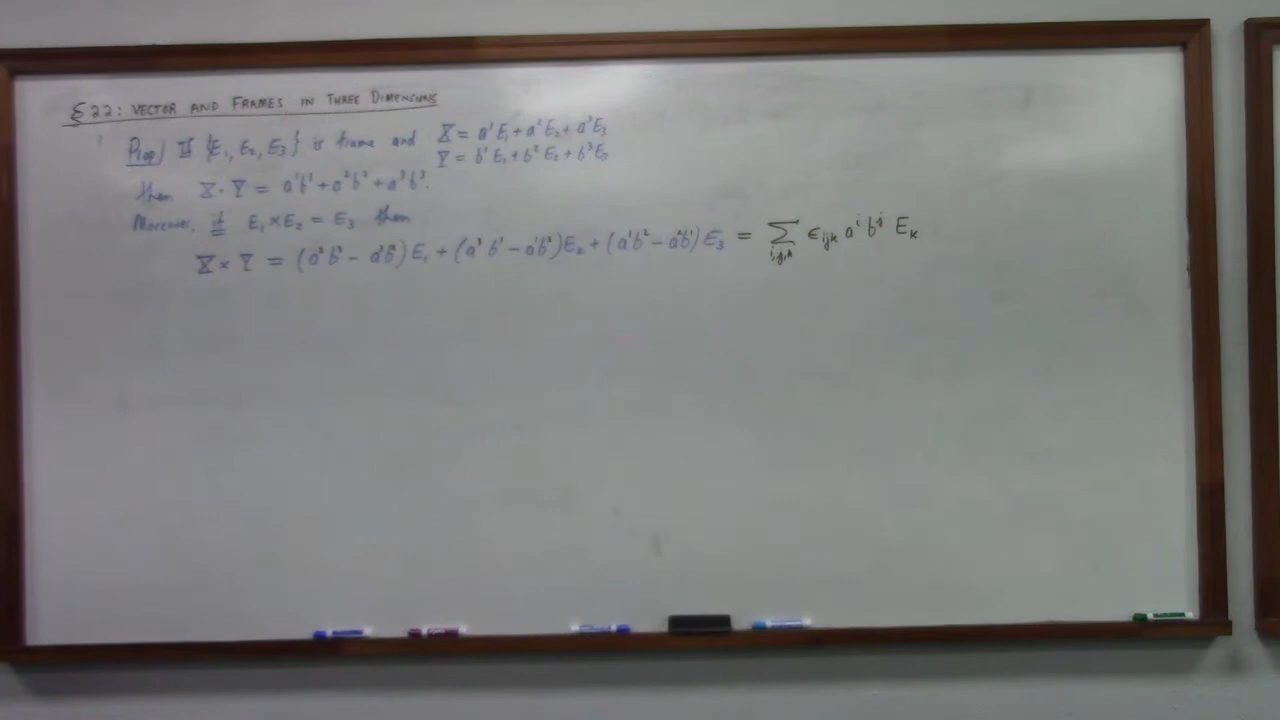 §22: VECTOR AND FRAMES IN THREE DIMENSIONS
Prop] If {E₁, E₂, E₃} is frame and X = a¹E₁ + a²E₂ + a³E₃
Y = b¹E₁ + b²E₂ + b³E₃
then X · Y = a¹b¹ + a²b² + a³b³.
Moreover, if E₁ × E₂ = E₃ then
X × Y = (a²b³ - a³b²)E₁ + (a³b¹ - a¹b³)E₂ + (a¹b² - a²b¹)E₃ = ∑ i,j,k ϵᵢⱼₖ aⁱ bʲ Eₖ